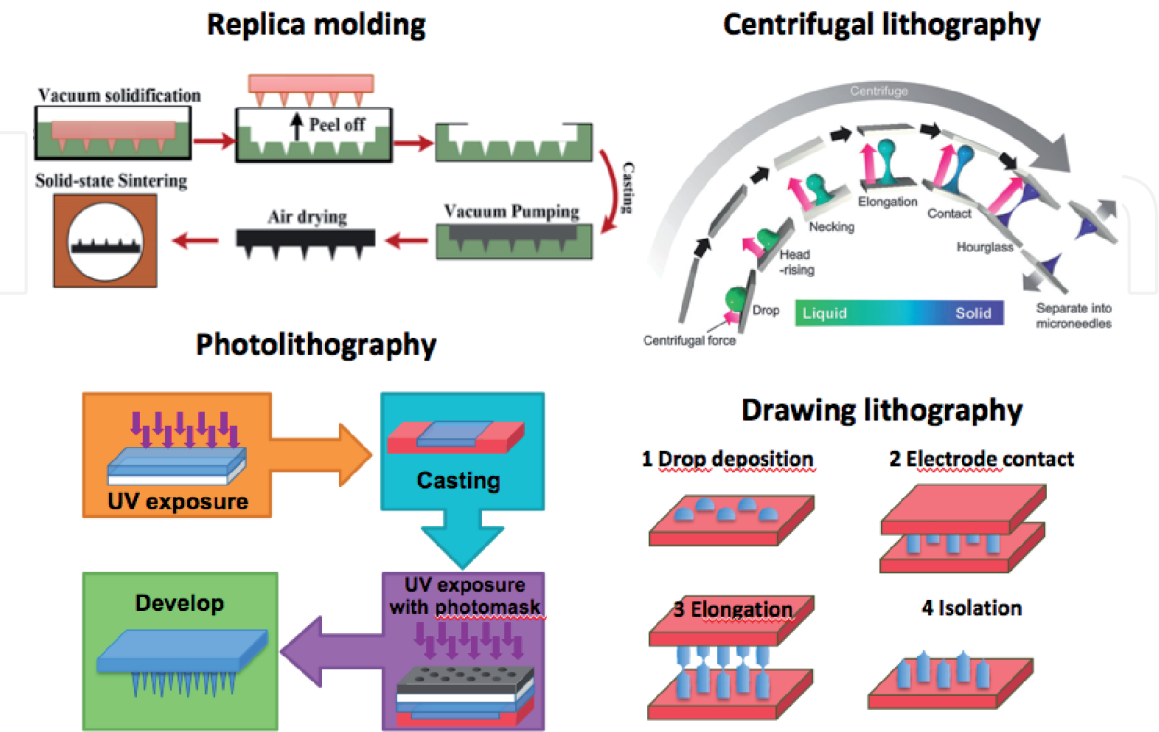 Replica molding
Vacuum solidification
Peel off
Casting
Solid-state Sintering
Air drying
Vacuum Pumping
Centrifugal lithography
Centrifuge
Drop
Head
-rising
Necking
Elongation
Contact
Hourglass
Separate into
microneedles
Centrifugal force
Liquid
Solid
Photolithography
UV exposure
Casting
UV exposure
with photomask
Develop
Drawing lithography
1 Drop deposition
2 Electrode contact
3 Elongation
4 Isolation